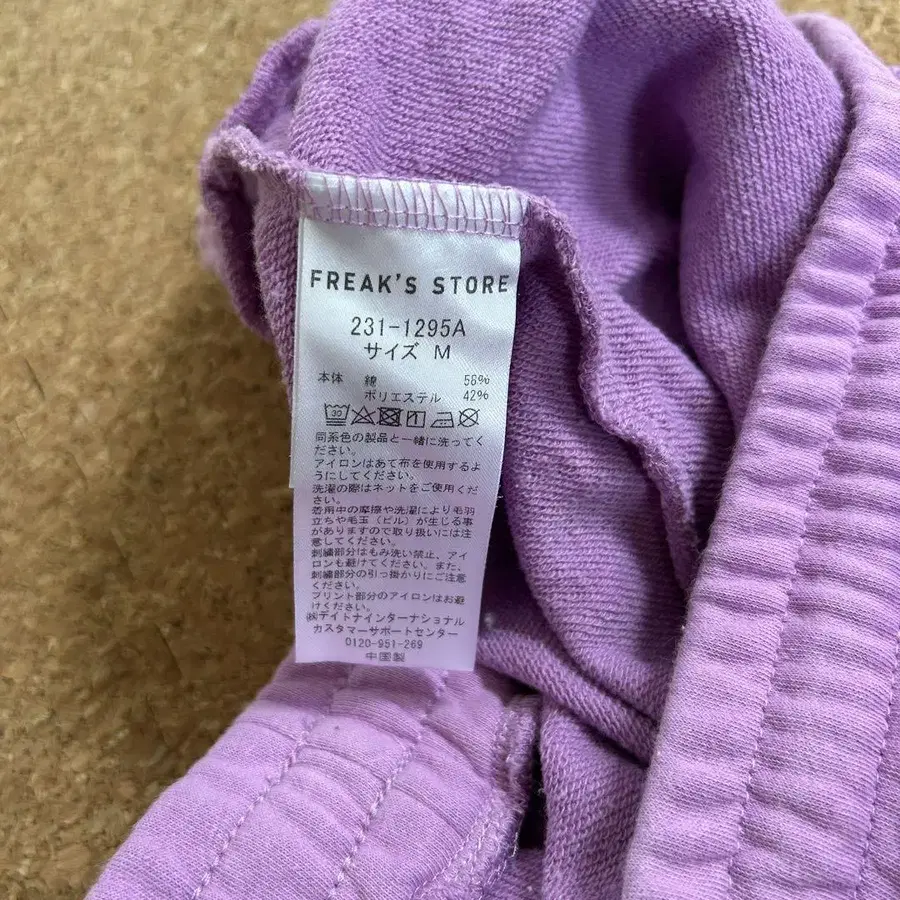 FREAK'S STORE
231-1295A
サイズ M
本体 綿 58%
ポリエステル 42%
30
同系色の製品と一緒に洗ってく
ださい。
アイロンはあて布を使用するよ
うにしてください。
洗濯の際はネットをご使用くだ
さい。
着用中の摩擦や洗濯により毛羽
立ちや毛玉（ピル）が生じる事
がありますので取り扱いには注
意してください。
刺繍部分はもみ洗い禁止、アイ
ロンも避けてください。また、
刺繍部分の引っ掛かりにご注意
ください。
プリント部分のアイロンはお避
けください。
㈱デイトナインターナショナル
カスタマーサポートセンター
0120-951-269
中国製